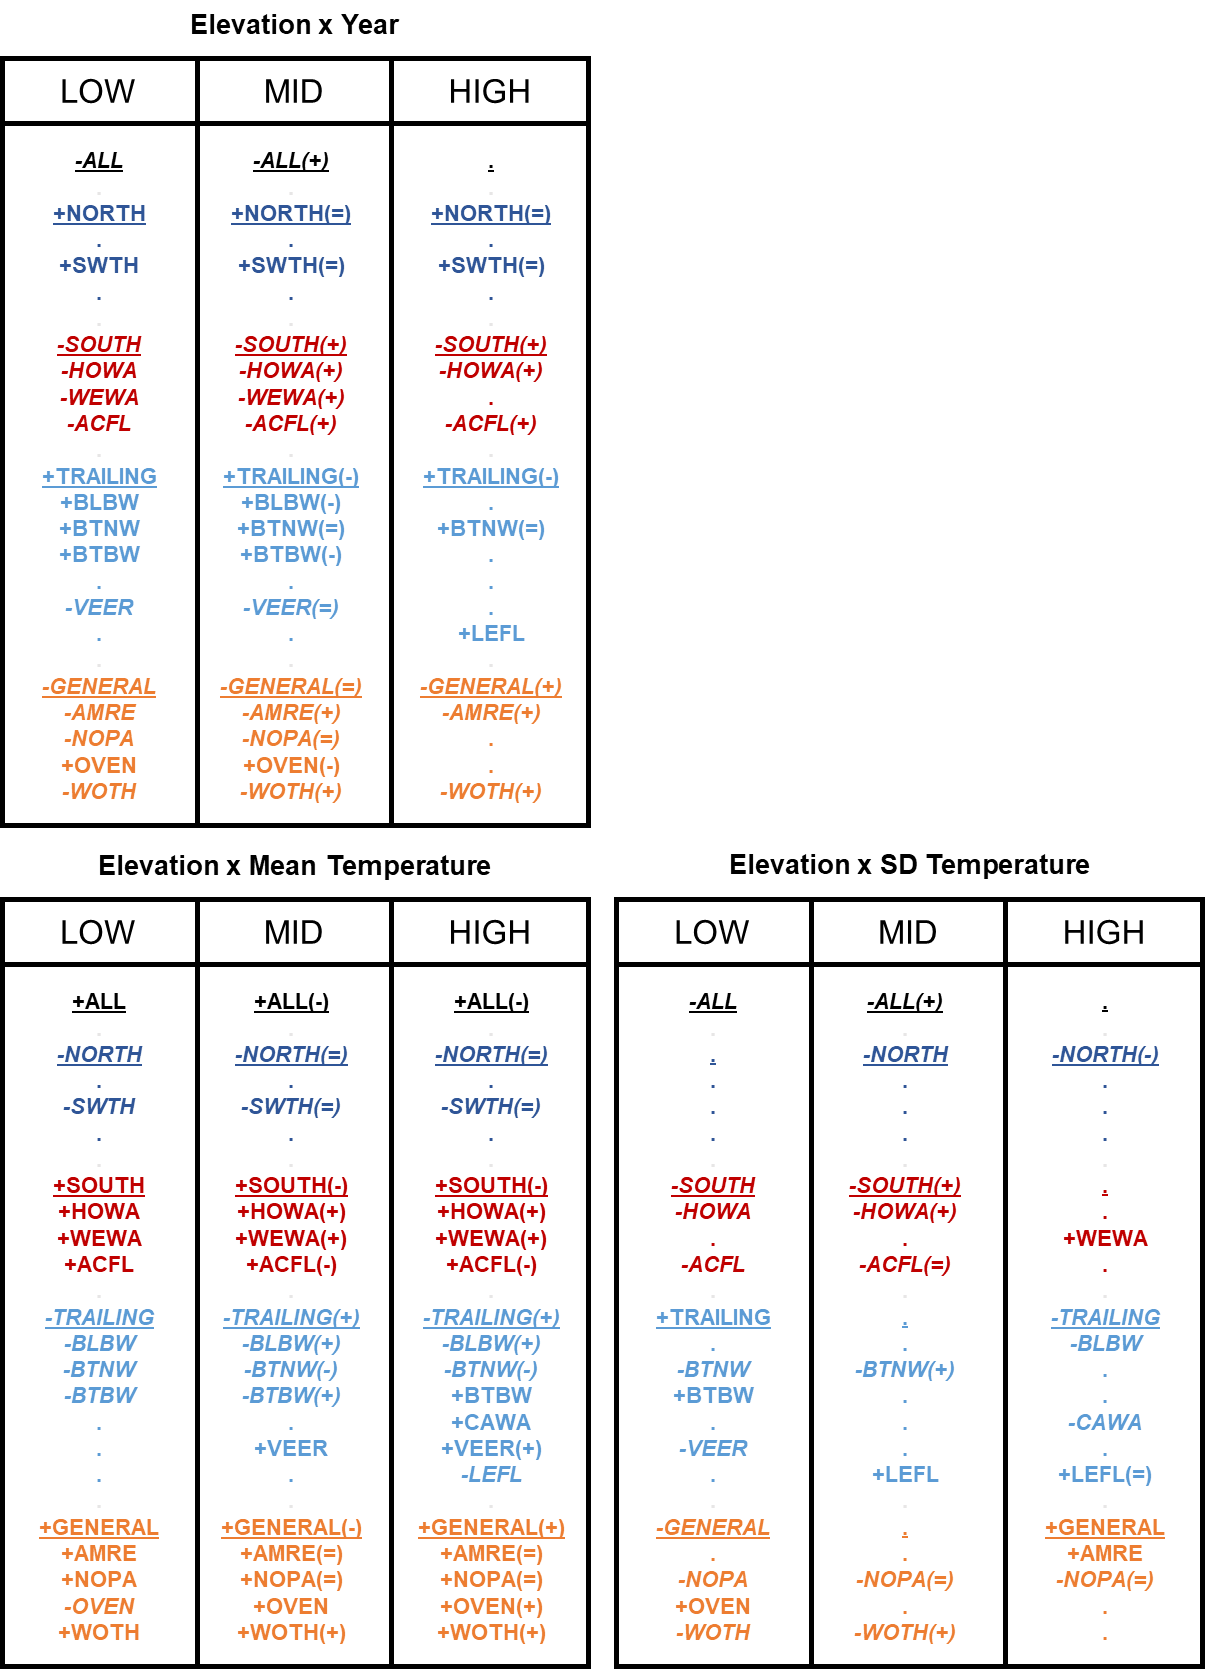 Elevation x Year
LOW MID HIGH
-ALL -ALL(+) .
. . .
+NORTH +NORTH(=) +NORTH(=)
. . .
+SWTH +SWTH(=) +SWTH(=)
. . .
. . .
-SOUTH -SOUTH(+) -SOUTH(+)
-HOWA -HOWA(+) -HOWA(+)
-WEWA -WEWA(+) .
-ACFL -ACFL(+) -ACFL(+)
. . .
+TRAILING +TRAILING(-) +TRAILING(-)
+BLBW +BLBW(-) .
+BTNW +BTNW(=) +BTNW(=)
+BTBW +BTBW(-) .
. . .
-VEER -VEER(=) .
. . +LEFL
. . .
-GENERAL -GENERAL(=) -GENERAL(+)
-AMRE -AMRE(+) -AMRE(+)
-NOPA -NOPA(=) .
+OVEN +OVEN(-) .
-WOTH -WOTH(+) -WOTH(+)
Elevation x Mean Temperature
LOW MID HIGH
+ALL +ALL(-) +ALL(-)
. . .
-NORTH -NORTH(=) -NORTH(=)
. . .
-SWTH -SWTH(=) -SWTH(=)
. . .
. . .
+SOUTH +SOUTH(-) +SOUTH(-)
+HOWA +HOWA(+) +HOWA(+)
+WEWA +WEWA(+) +WEWA(+)
+ACFL +ACFL(-) +ACFL(-)
. . .
-TRAILING -TRAILING(+) -TRAILING(+)
-BLBW -BLBW(+) -BLBW(+)
-BTNW -BTNW(-) -BTNW(-)
-BTBW -BTBW(+) +BTBW
. . +CAWA
. +VEER +VEER(+)
. . -LEFL
. . .
+GENERAL +GENERAL(-) +GENERAL(+)
+AMRE +AMRE(=) +AMRE(=)
+NOPA +NOPA(=) +NOPA(=)
-OVEN +OVEN +OVEN(+)
+WOTH +WOTH(+) +WOTH(+)
Elevation x SD Temperature
LOW MID HIGH
-ALL -ALL(+) .
. . .
. -NORTH -NORTH(-)
. . .
. . .
. . .
. . .
-SOUTH -SOUTH(+) .
-HOWA -HOWA(+) .
. . +WEWA
-ACFL -ACFL(=) .
. . .
+TRAILING . -TRAILING
. . -BLBW
-BTNW -BTNW(+) .
+BTBW . .
. . -CAWA
-VEER . .
. +LEFL +LEFL(=)
. . .
-GENERAL . +GENERAL
. . +AMRE
-NOPA -NOPA(=) -NOPA(=)
+OVEN . .
-WOTH -WOTH(+) .